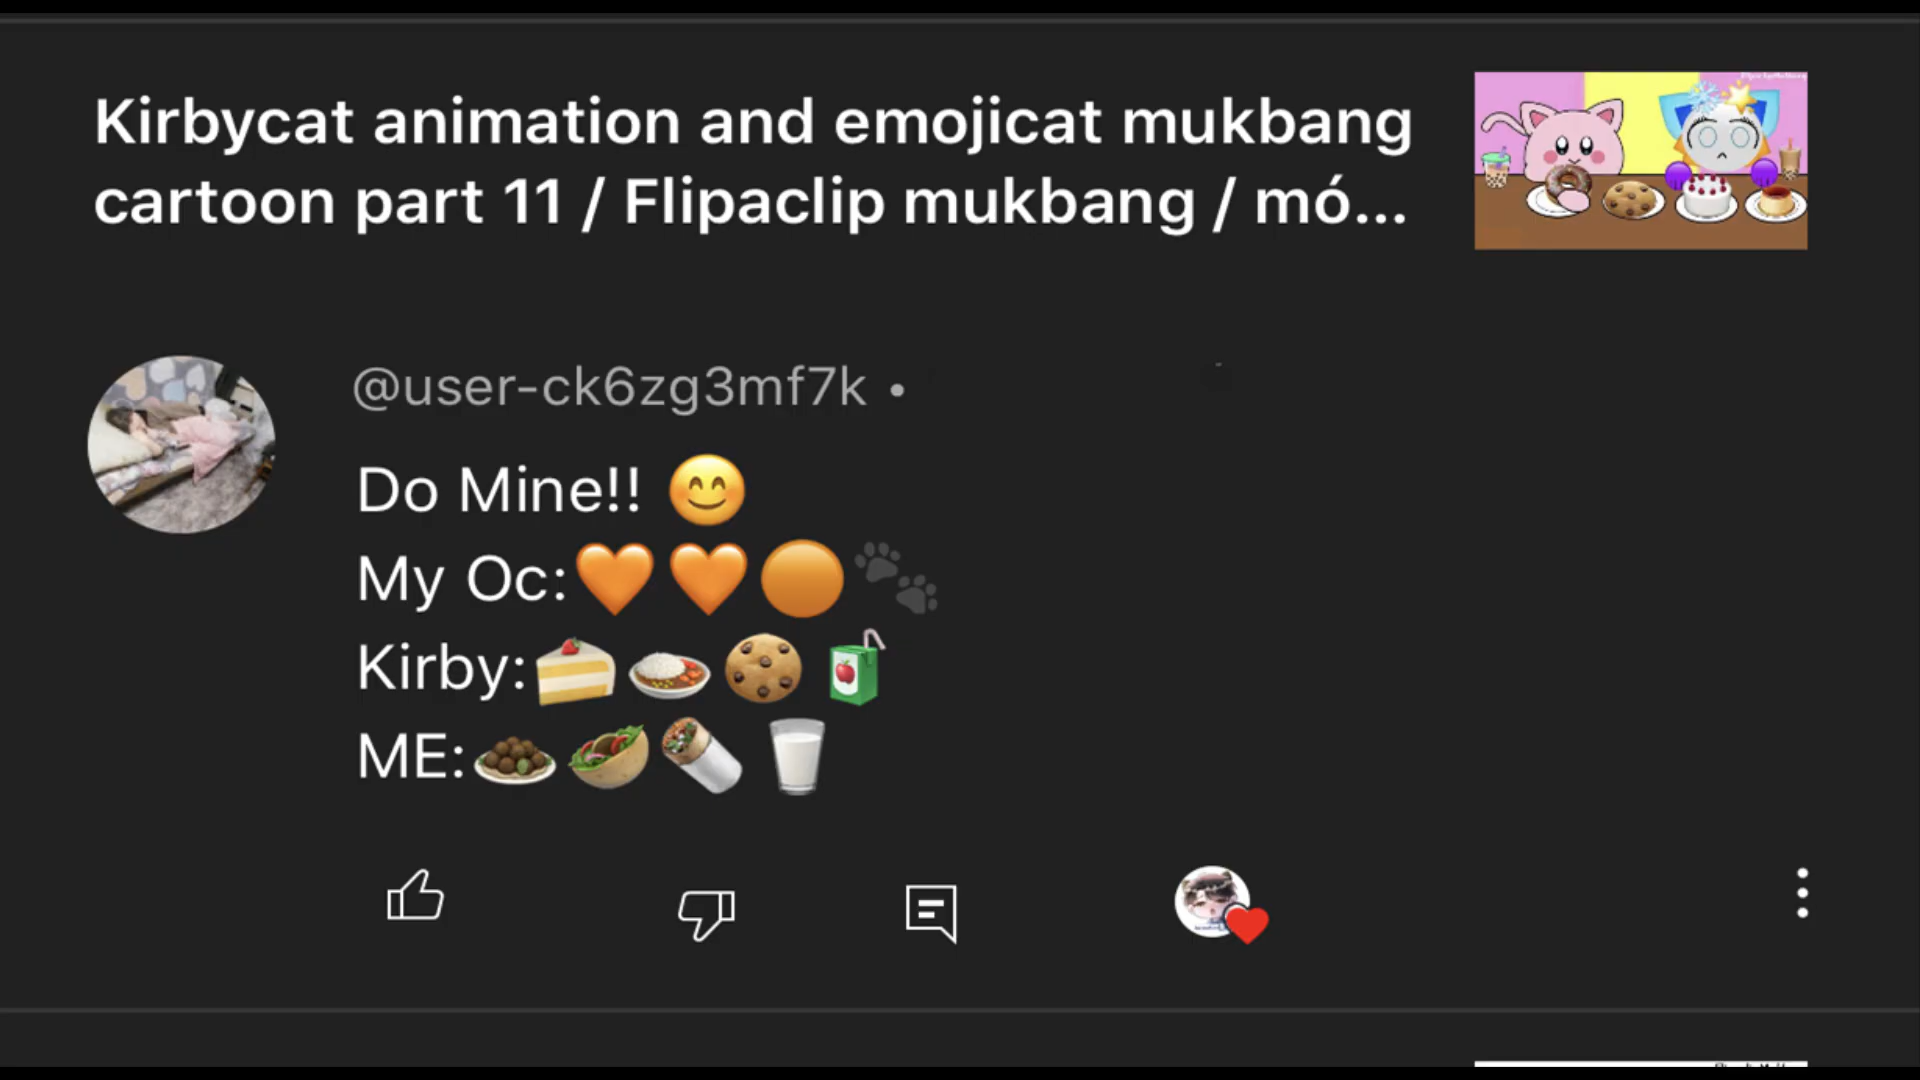 Kirbycat animation and emojicat mukbang
cartoon part 11 / Flipaclip mukbang / mó...
@user-ck6zg3mf7k •
Do Mine!! 😊
My Oc:🧡🧡🟠🐾
Kirby:🍰🍛🍪🧃
ME:🧆🥙🌯🥛